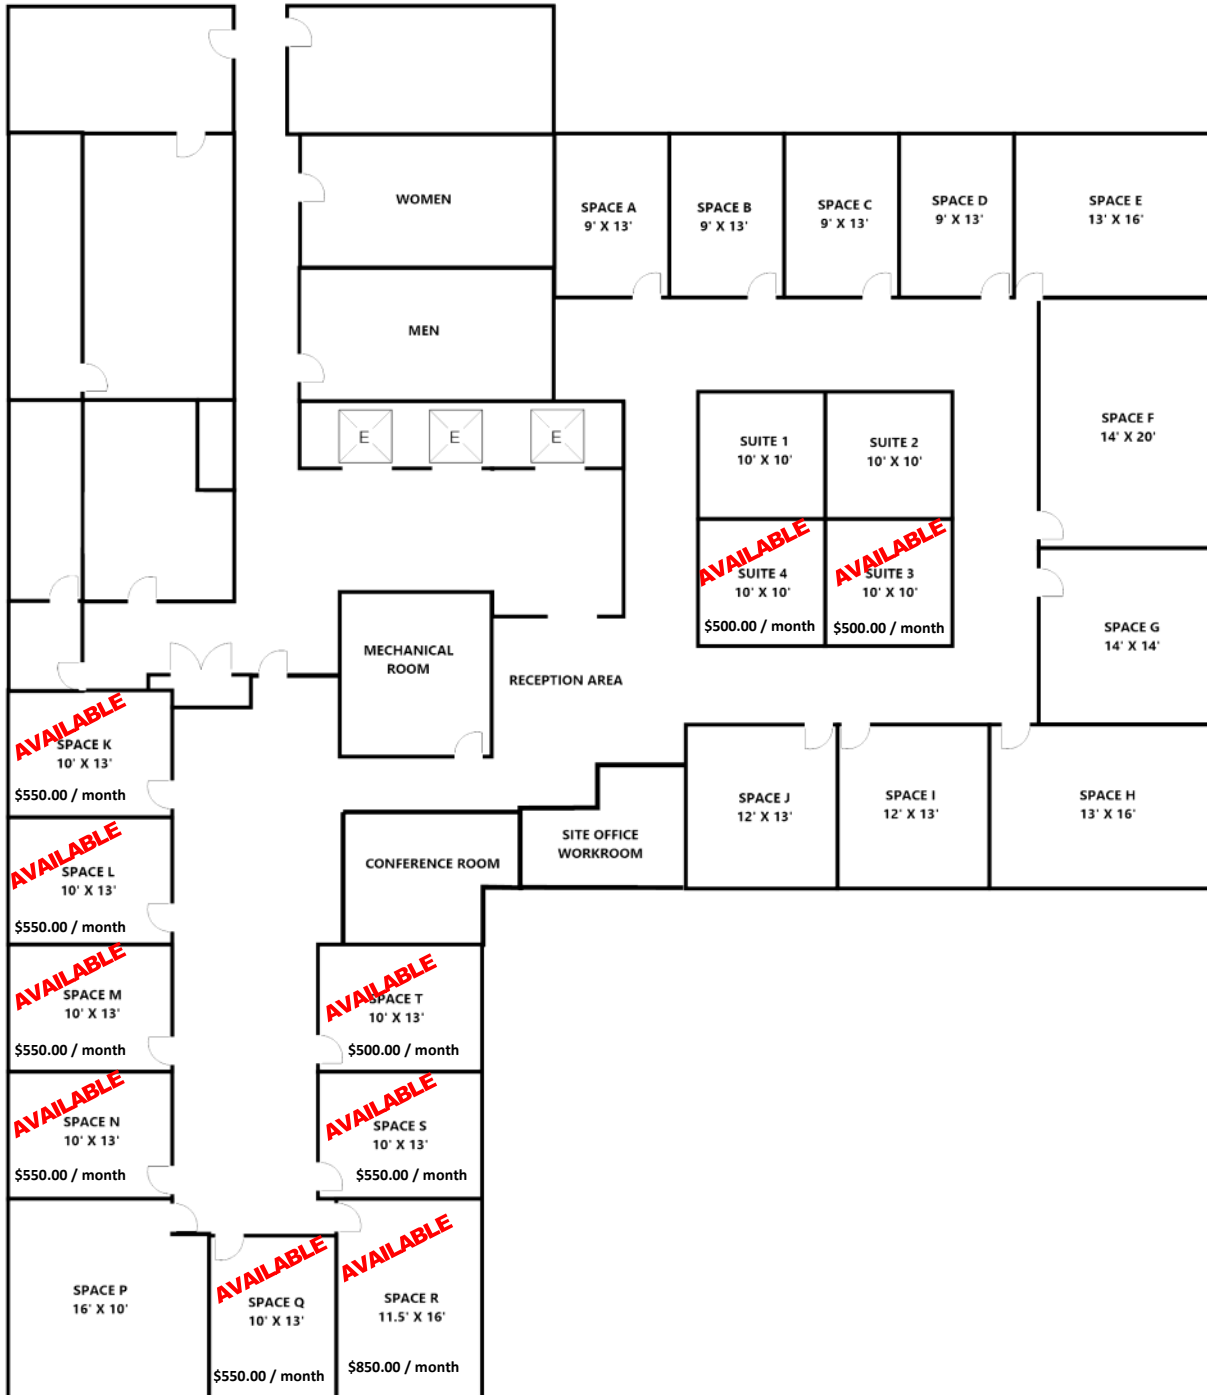 WOMEN
SPACE A
9' X 13'
SPACE B
9' X 13'
SPACE C
9' X 13'
SPACE D
9' X 13'
SPACE E
13' X 16'
MEN
E
E
E
SUITE 1
10' X 10'
SUITE 2
10' X 10'
SPACE F
14' X 20'
AVAILABLE
SUITE 4
10' X 10'
$500.00 / month
AVAILABLE
SUITE 3
10' X 10'
$500.00 / month
SPACE G
14' X 14'
MECHANICAL
ROOM
RECEPTION AREA
AVAILABLE
SPACE K
10' X 13'
$550.00 / month
SPACE J
12' X 13'
SPACE I
12' X 13'
SPACE H
13' X 16'
SITE OFFICE
WORKROOM
CONFERENCE ROOM
AVAILABLE
SPACE L
10' X 13'
$550.00 / month
AVAILABLE
SPACE M
10' X 13'
$550.00 / month
AVAILABLE
SPACE T
10' X 13'
$500.00 / month
AVAILABLE
SPACE N
10' X 13'
$550.00 / month
AVAILABLE
SPACE S
10' X 13'
$550.00 / month
SPACE P
16' X 10'
AVAILABLE
SPACE Q
10' X 13'
$550.00 / month
AVAILABLE
SPACE R
11.5' X 16'
$850.00 / month